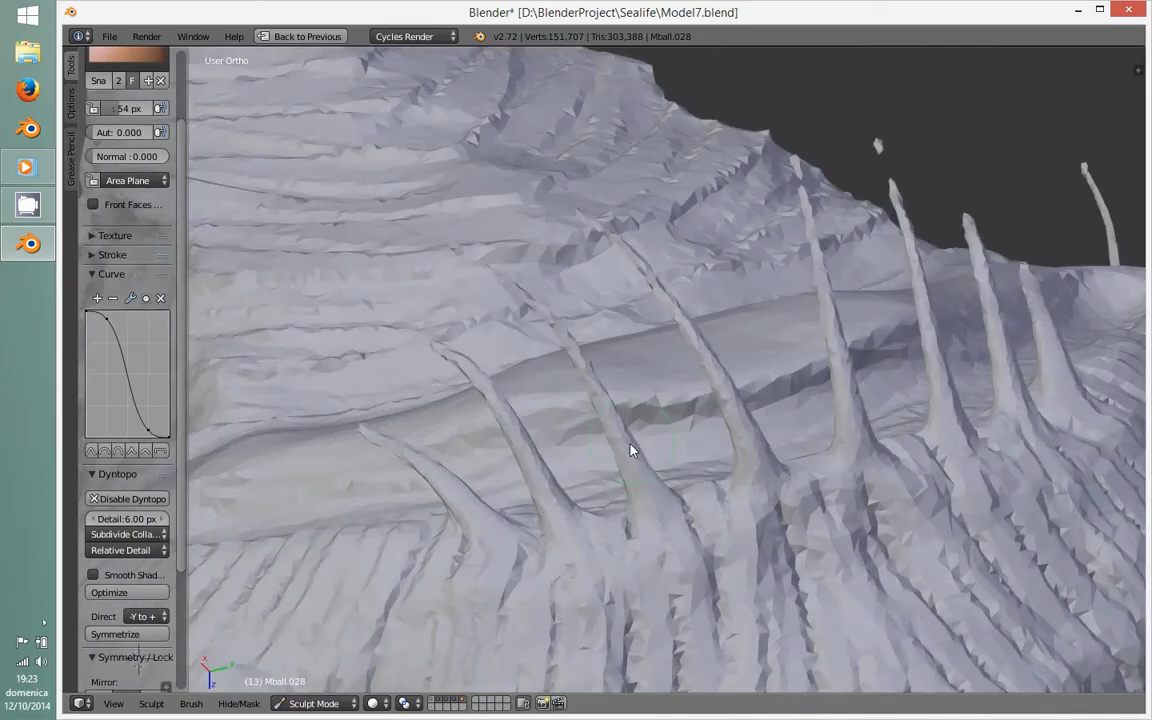 Blender* [D:\BlenderProject\Sealife\Model7.blend]
File Render Window Help Back to Previous Cycles Render v2.72 | Verts:151,707 | Tris:303,388 | Mball.028
User Ortho
Tools
Options
Grease Pencil
Sna 2 F
: 54 px
Aut: 0.000
Normal : 0.000
Area Plane
Front Faces ...
Texture
Stroke
Curve
Dyntopo
Disable Dyntopo
Detail:6.00 px
Subdivide Colla...
Relative Detail
Smooth Shad...
Optimize
Direct -Y to +
Symmetrize
Symmetry / Lock
Mirror:
x
y
z
(13) Mball.028
View Sculpt Brush Hide/Mask Sculpt Mode
19:23
domenica
12/10/2014